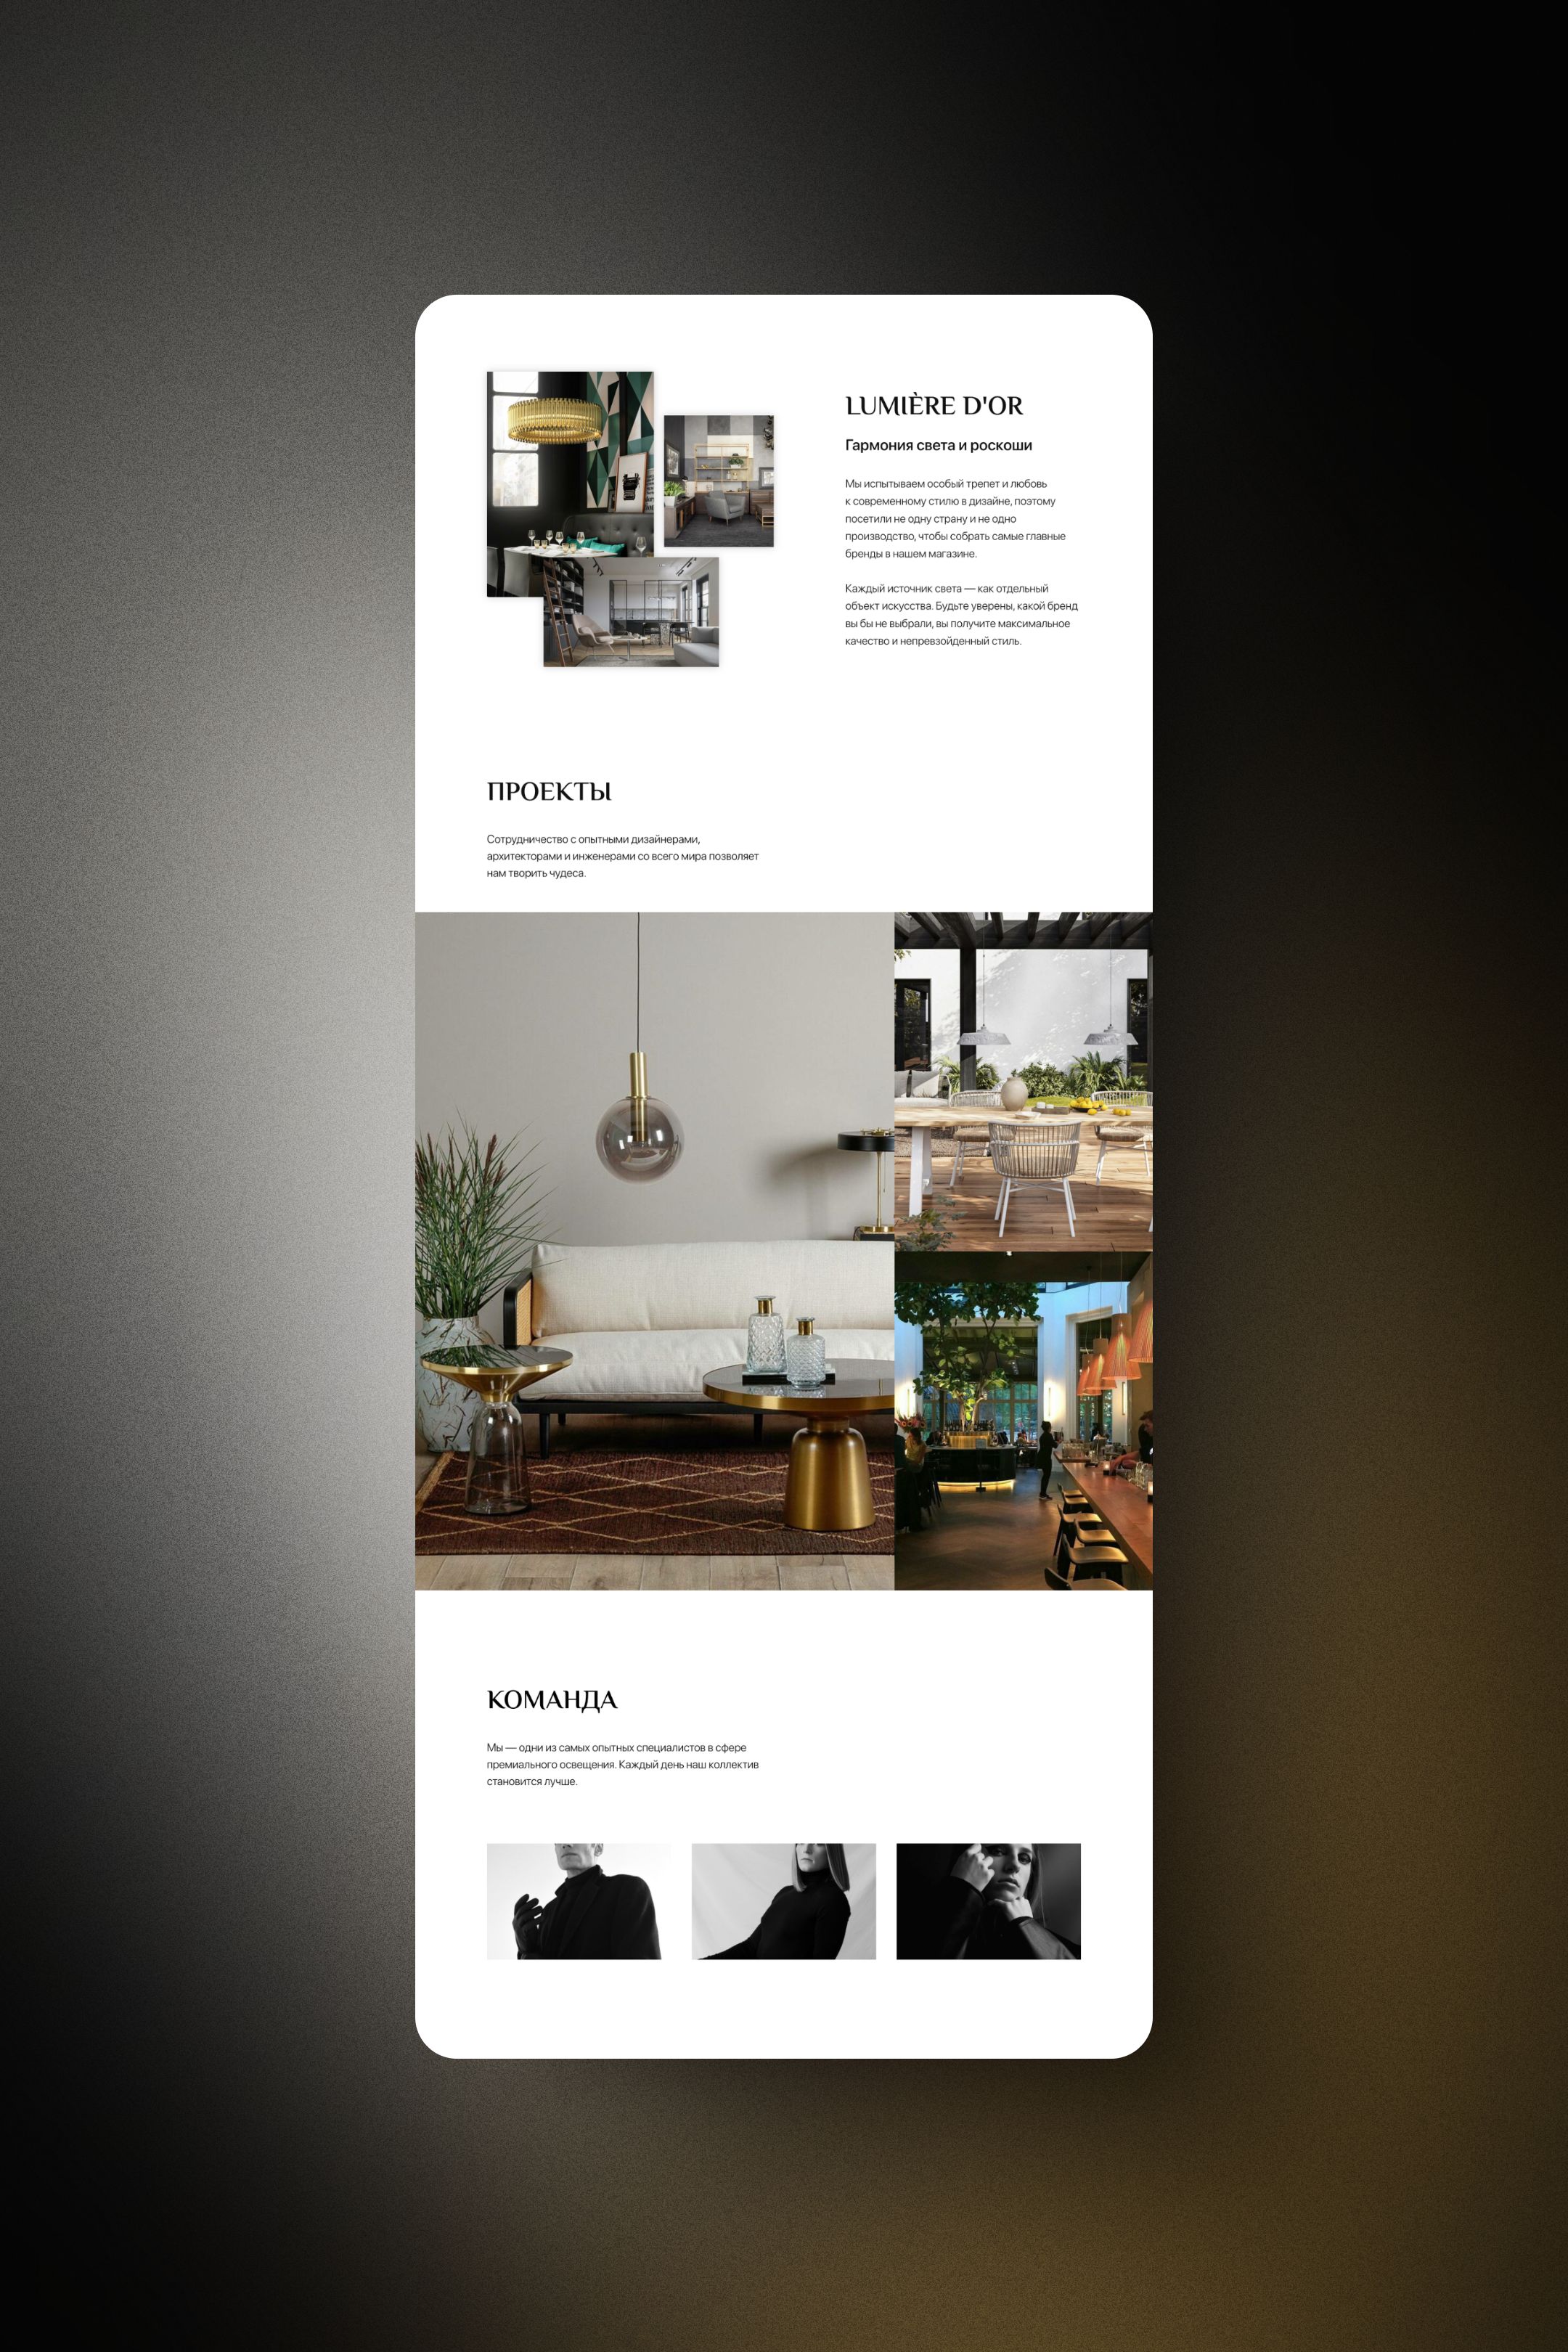 LUMIÈRE D'OR
Гармония света и роскоши
Мы испытываем особый трепет и любовь
к современному стилю в дизайне, поэтому
посетили не одну страну и не одно
производство, чтобы собрать самые главные
бренды в нашем магазине.
Каждый источник света — как отдельный
объект искусства. Будьте уверены, какой бренд
вы бы не выбрали, вы получите максимальное
качество и непревзойденный стиль.
ПРОЕКТЫ
Сотрудничество с опытными дизайнерами,
архитекторами и инженерами со всего мира позволяет
нам творить чудеса.
КОМАНДА
Мы — одни из самых опытных специалистов в сфере
премиального освещения. Каждый день наш коллектив
становится лучше.